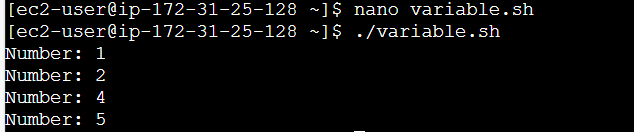 [ec2-user@ip-172-31-25-128 ~]$ nano variable.sh
[ec2-user@ip-172-31-25-128 ~]$ ./variable.sh
Number: 1
Number: 2
Number: 4
Number: 5